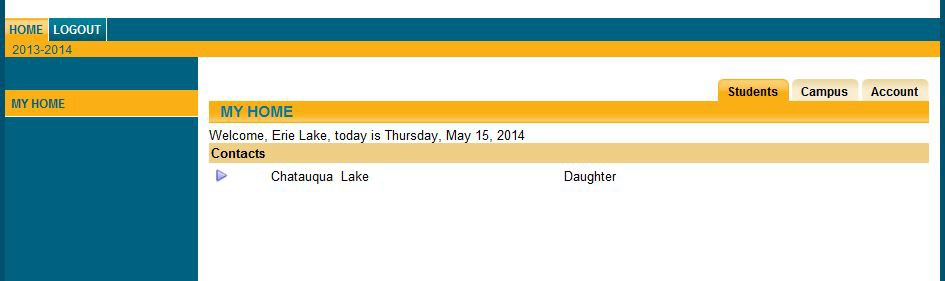 HOME LOGOUT
2013-2014
MY HOME
Students Campus Account
MY HOME
Welcome, Erie Lake, today is Thursday, May 15, 2014
Contacts
Chatauqua Lake Daughter